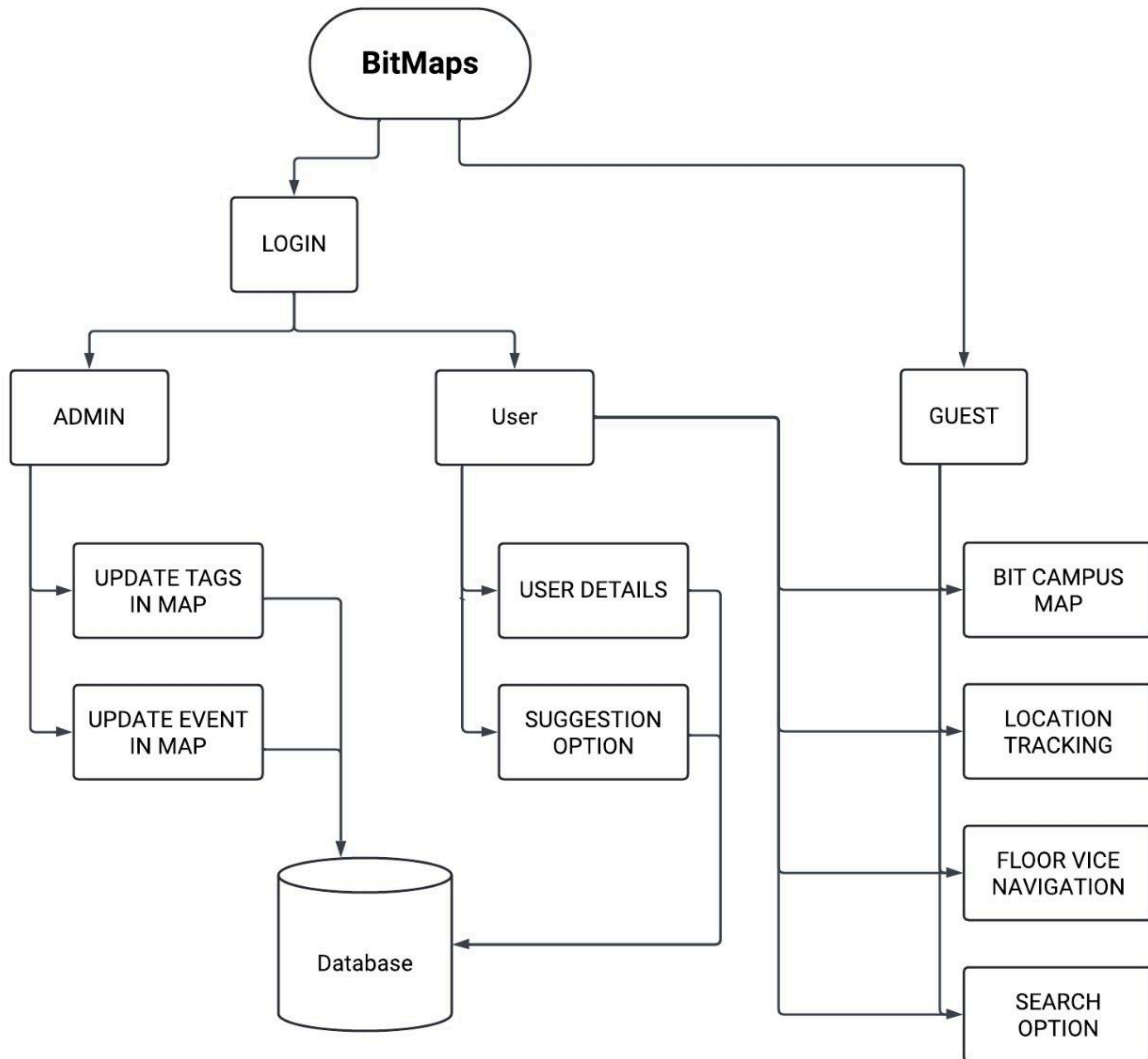 BitMaps
LOGIN
ADMIN
User
GUEST
UPDATE TAGS
IN MAP
USER DETAILS
BIT CAMPUS
MAP
UPDATE EVENT
IN MAP
SUGGESTION
OPTION
LOCATION
TRACKING
FLOOR VICE
NAVIGATION
Database
SEARCH
OPTION